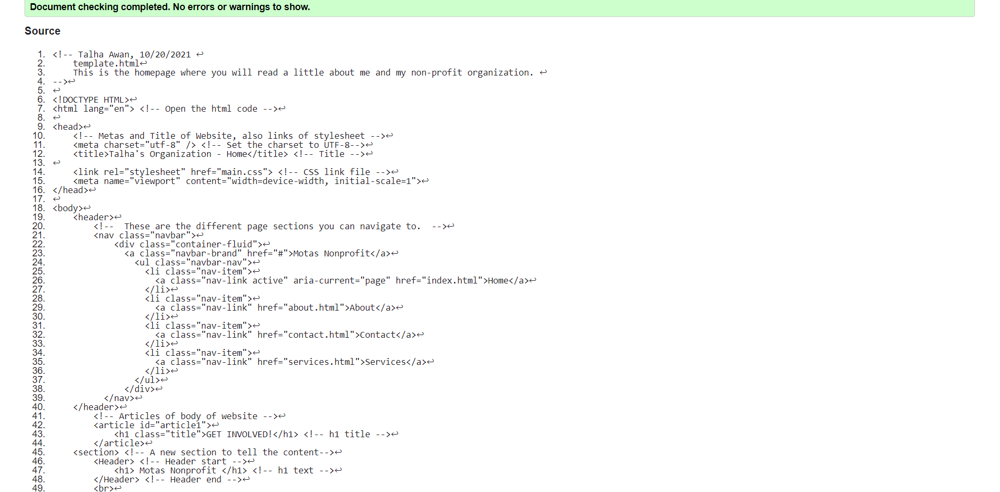 Document checking completed. No errors or warnings to show.
Source
1. <!-- Talha Awan, 10/20/2021 ↩
2.     template.html↩
3.     This is the homepage where you will read a little about me and my non-profit organization. ↩
4. -->↩
5. ↩
6. <!DOCTYPE HTML>↩
7. <html lang="en"> <!-- Open the html code -->↩
8. ↩
9. <head>↩
10.     <!-- Metas and Title of Website, also links of stylesheet -->↩
11.     <meta charset="utf-8" /> <!-- Set the charset to UTF-8-->↩
12.     <title>Talha's Organization - Home</title> <!-- Title -->↩
13. ↩
14.     <link rel="stylesheet" href="main.css"> <!-- CSS link file -->↩
15.     <meta name="viewport" content="width=device-width, initial-scale=1">↩
16. </head>↩
17. ↩
18. <body>↩
19.     <header>↩
20.         <!--  These are the different page sections you can navigate to.  -->↩
21.         <nav class="navbar">↩
22.             <div class="container-fluid">↩
23.               <a class="navbar-brand" href="#">Motas Nonprofit</a>↩
24.                 <ul class="navbar-nav">↩
25.                   <li class="nav-item">↩
26.                     <a class="nav-link active" aria-current="page" href="index.html">Home</a>↩
27.                   </li>↩
28.                   <li class="nav-item">↩
29.                     <a class="nav-link" href="about.html">About</a>↩
30.                   </li>↩
31.                   <li class="nav-item">↩
32.                     <a class="nav-link" href="contact.html">Contact</a>↩
33.                   </li>↩
34.                   <li class="nav-item">↩
35.                     <a class="nav-link" href="services.html">Services</a>↩
36.                   </li>↩
37.                 </ul>↩
38.               </div>↩
39.           </nav>↩
40.     </header>↩
41.         <!-- Articles of body of website -->↩
42.         <article id="article1">↩
43.             <h1 class="title">GET INVOLVED!</h1> <!-- h1 title -->↩
44.         </article>↩
45.     <section> <!-- A new section to tell the content-->↩
46.         <Header> <!-- Header start -->↩
47.             <h1> Motas Nonprofit </h1> <!-- h1 text -->↩
48.         </Header> <!-- Header end -->↩
49.         <br>↩